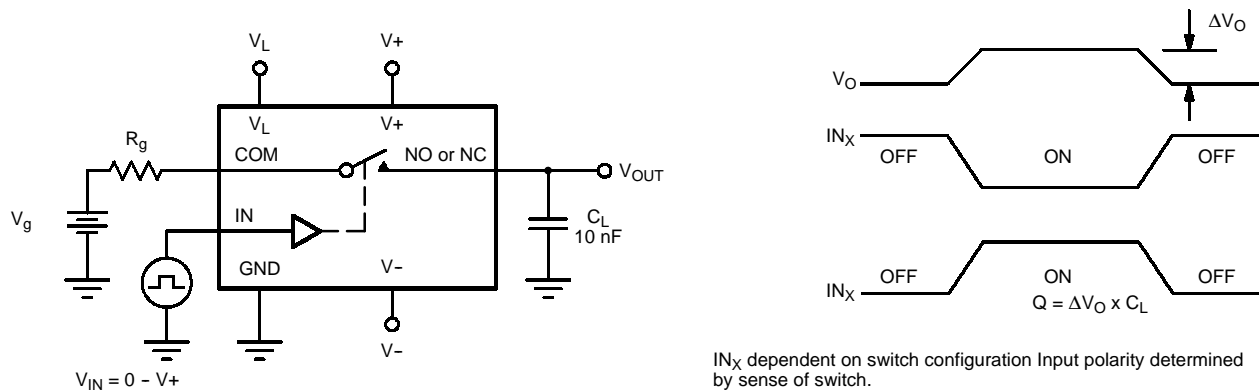 V_L
V+
V_L
V+
R_g
COM
NO or NC
V_OUT
V_g
IN
C_L
10 nF
GND
V−
V−
V_IN = 0 − V+
ΔV_O
V_O
IN_X
OFF
ON
OFF
IN_X
OFF
ON
OFF
Q = ΔV_O x C_L
IN_X dependent on switch configuration Input polarity determined
by sense of switch.